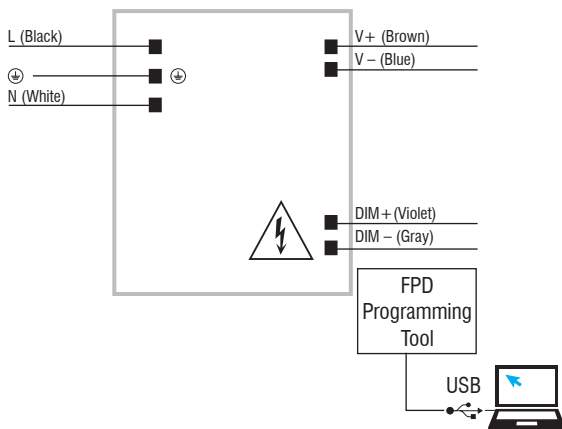 L (Black)
N (White)
V+ (Brown)
V – (Blue)
DIM+(Violet)
DIM – (Gray)
FPD
Programming
Tool
USB